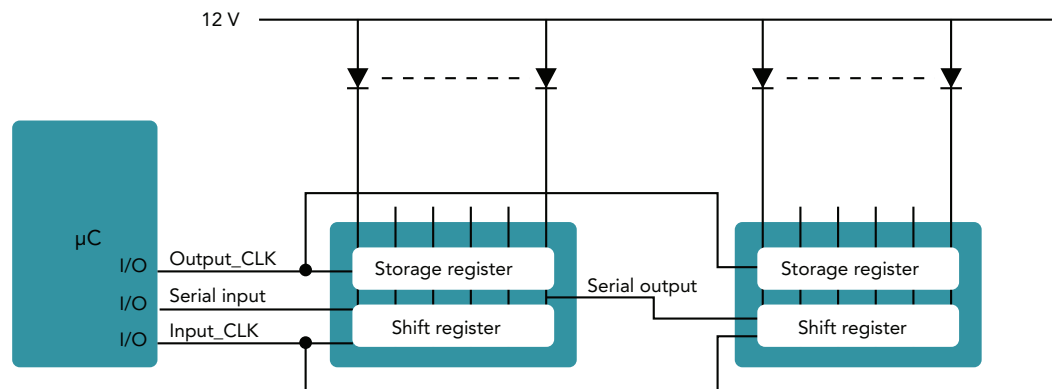 12 V
µC
I/O
Output_CLK
I/O
Serial input
I/O
Input_CLK
Storage register
Shift register
Serial output
Storage register
Shift register